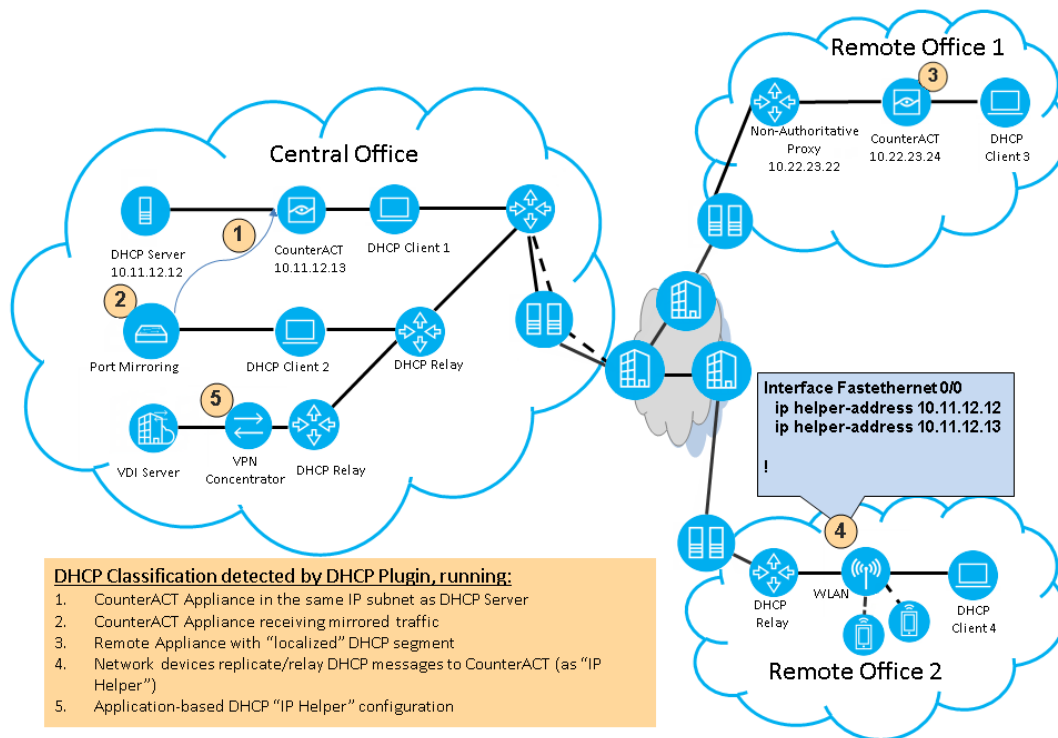 Remote Office 1
3
Non-Authoritative
Proxy
10.22.23.22
CounterACT
10.22.23.24
DHCP
Client 3
Central Office
1
DHCP Server
10.11.12.12
CounterACT
10.11.12.13
DHCP Client 1
2
Port Mirroring
DHCP Client 2
DHCP Relay
5
VDI Server
VPN
Concentrator
DHCP Relay
Interface Fastethernet 0/0
ip helper-address 10.11.12.12
ip helper-address 10.11.12.13
!
4
DHCP
Relay
WLAN
DHCP
Client 4
Remote Office 2
DHCP Classification detected by DHCP Plugin, running:
1. CounterACT Appliance in the same IP subnet as DHCP Server
2. CounterACT Appliance receiving mirrored traffic
3. Remote Appliance with “localized” DHCP segment
4. Network devices replicate/relay DHCP messages to CounterACT (as “IP
Helper”)
5. Application-based DHCP “IP Helper” configuration